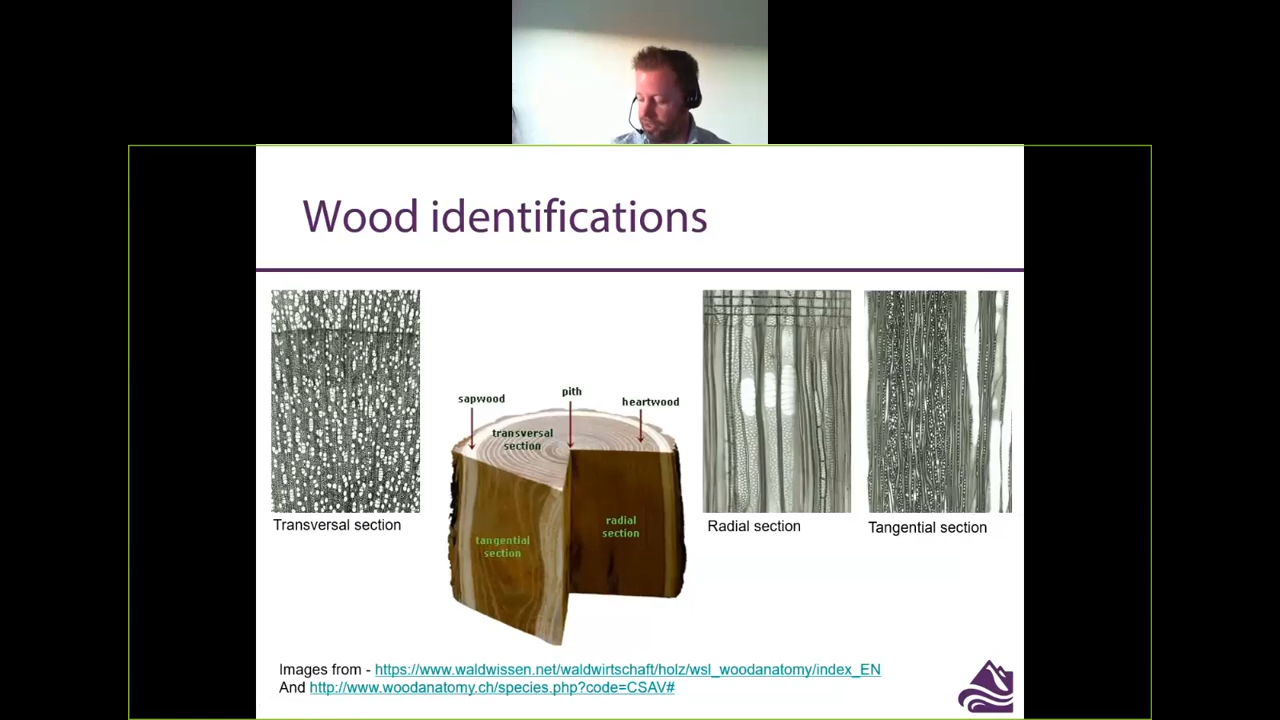 Wood identifications
sapwood
pith
heartwood
transversal
section
tangential
section
radial
section
Transversal section
Radial section
Tangential section
Images from - https://www.waldwissen.net/waldwirtschaft/holz/wsl_woodanatomy/index_EN
And http://www.woodanatomy.ch/species.php?code=CSAV#